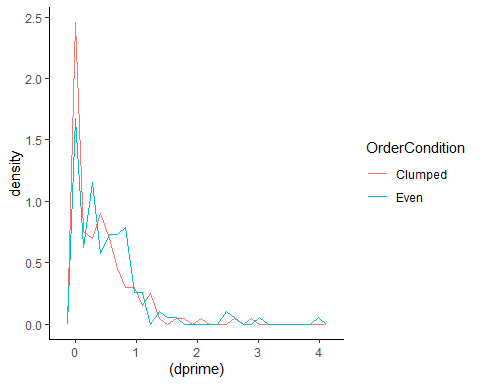 2.5
2.0
1.5
1.0
0.5
0.0
density
0 1 2 3 4
(dprime)
OrderCondition
Clumped
Even